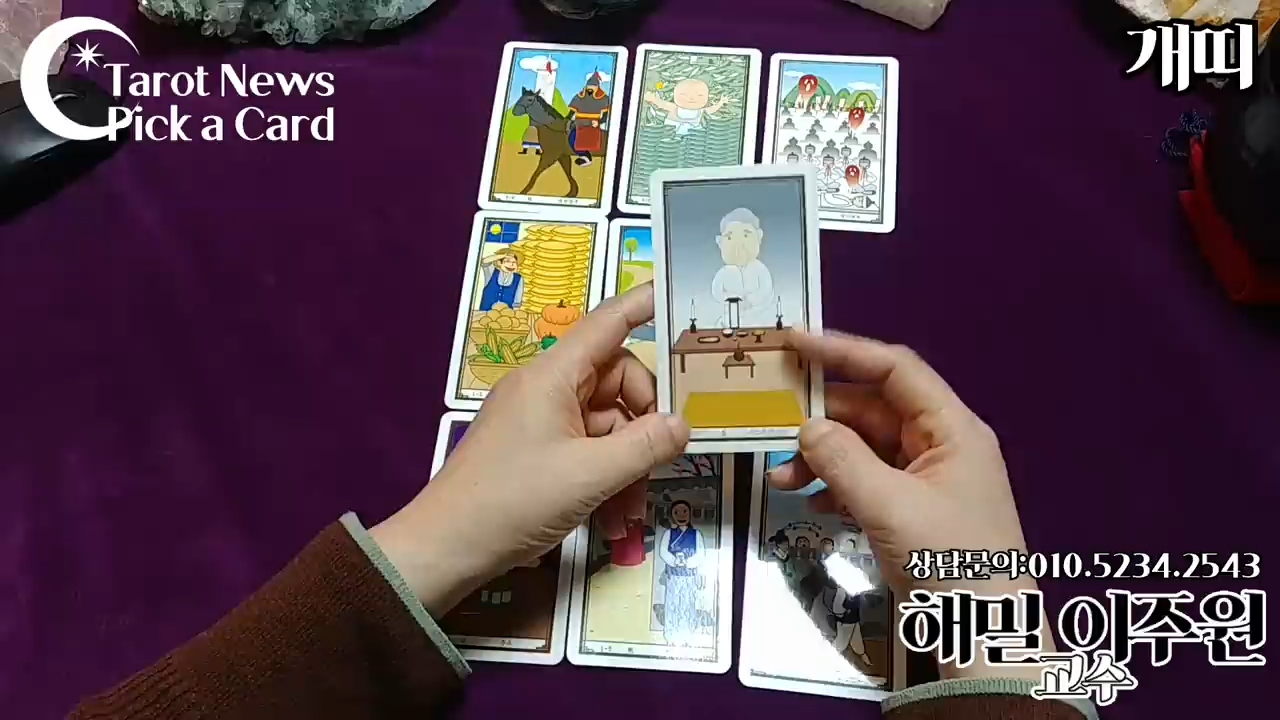 Tarot News
Pick a Card
개띠
상담문의:010.5234.2543
해밀 이주원
교수